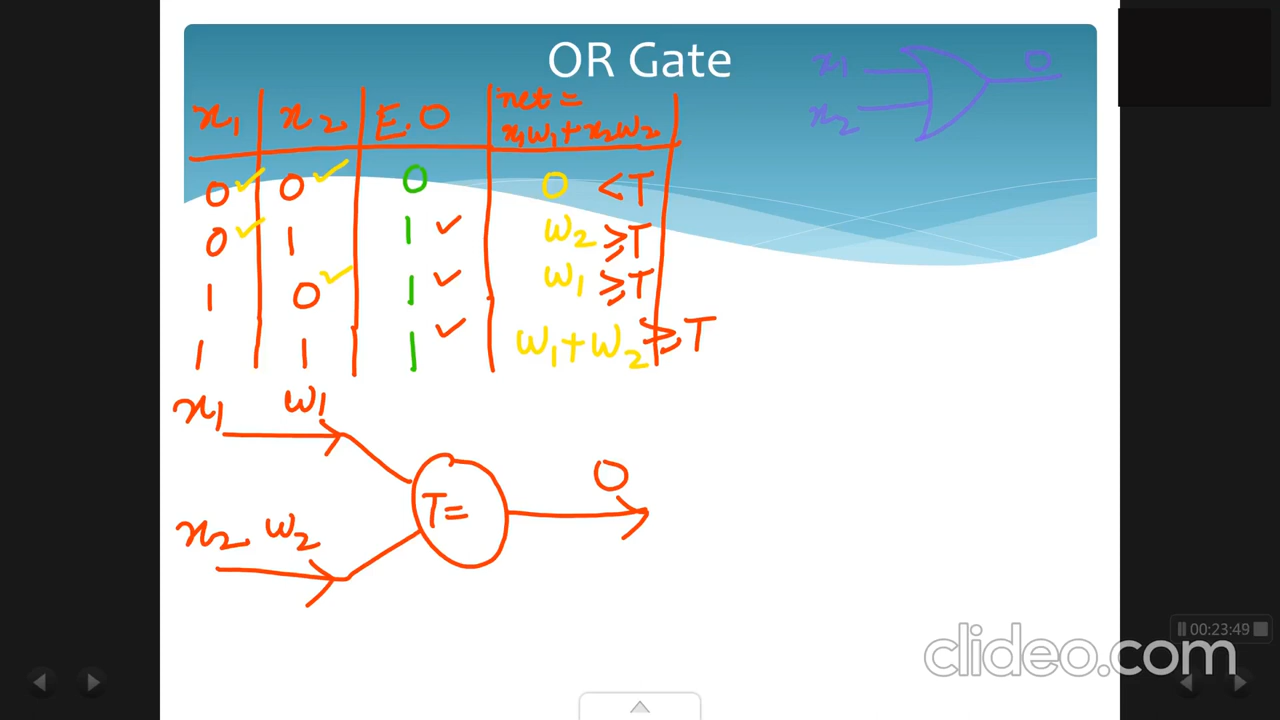 OR Gate
x1
x2
O
x1 x2 E.O net = x1w1+x2w2
0 0 0 0 <T
0 1 1 w2 ≥T
1 0 1 w1 ≥T
1 1 1 w1+w2 ≥T
x1 w1
T=
O
x2 w2
00:23:49
clideo.com